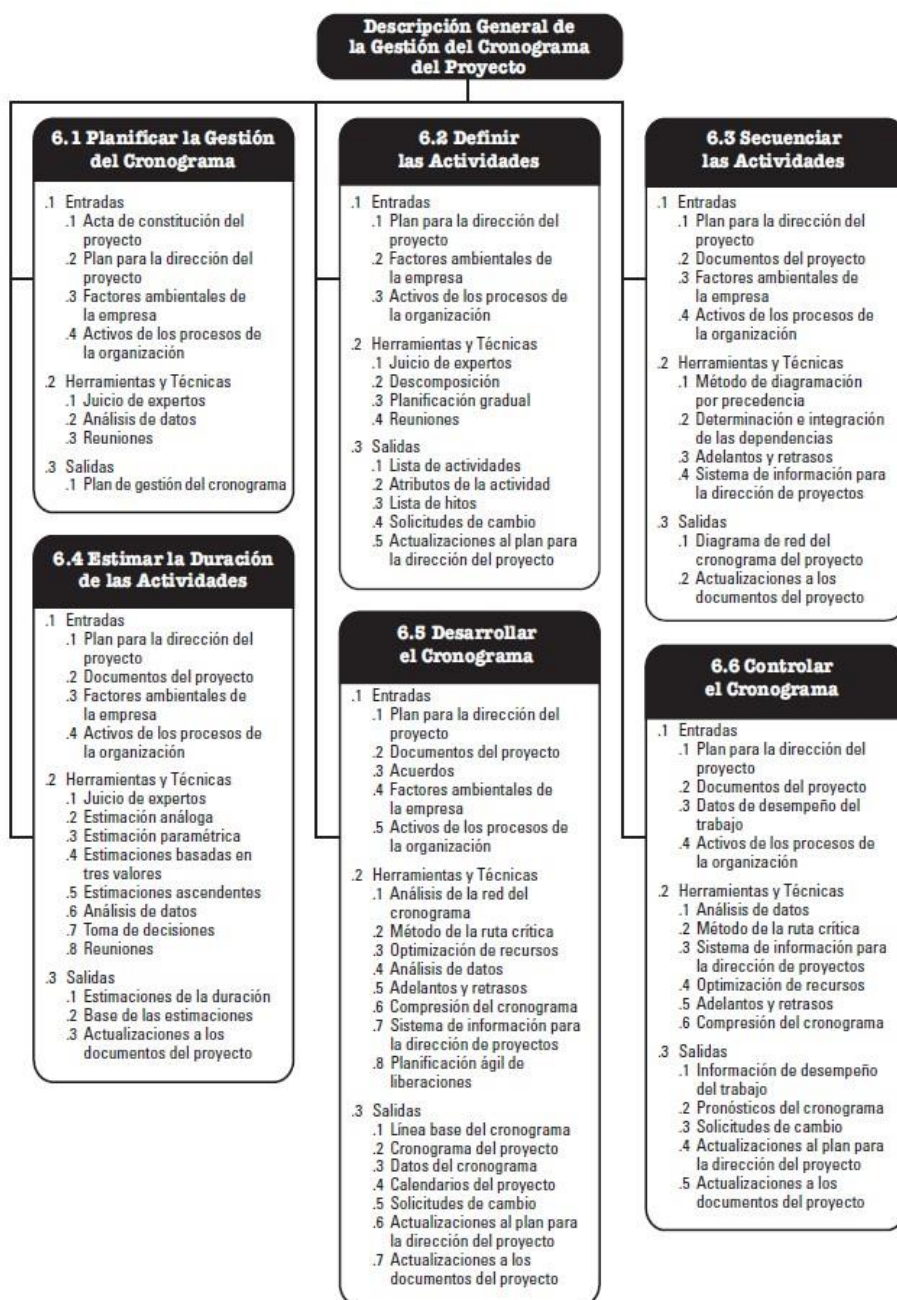 Descripción General de
la Gestión del Cronograma
del Proyecto
6.1 Planificar la Gestión
del Cronograma
.1 Entradas
.1 Acta de constitución del
proyecto
.2 Plan para la dirección del
proyecto
.3 Factores ambientales de
la empresa
.4 Activos de los procesos de
la organización
.2 Herramientas y Técnicas
.1 Juicio de expertos
.2 Análisis de datos
.3 Reuniones
.3 Salidas
.1 Plan de gestión del cronograma
6.2 Definir
las Actividades
.1 Entradas
.1 Plan para la dirección del
proyecto
.2 Factores ambientales de
la empresa
.3 Activos de los procesos de
la organización
.2 Herramientas y Técnicas
.1 Juicio de expertos
.2 Descomposición
.3 Planificación gradual
.4 Reuniones
.3 Salidas
.1 Lista de actividades
.2 Atributos de la actividad
.3 Lista de hitos
.4 Solicitudes de cambio
.5 Actualizaciones al plan para
la dirección del proyecto
6.3 Secuenciar
las Actividades
.1 Entradas
.1 Plan para la dirección del
proyecto
.2 Documentos del proyecto
.3 Factores ambientales de
la empresa
.4 Activos de los procesos de
la organización
.2 Herramientas y Técnicas
.1 Método de diagramación
por precedencia
.2 Determinación e integración
de las dependencias
.3 Adelantos y retrasos
.4 Sistema de información para
la dirección de proyectos
.3 Salidas
.1 Diagrama de red del
cronograma del proyecto
.2 Actualizaciones a los
documentos del proyecto
6.4 Estimar la Duración
de las Actividades
.1 Entradas
.1 Plan para la dirección del
proyecto
.2 Documentos del proyecto
.3 Factores ambientales de
la empresa
.4 Activos de los procesos de
la organización
.2 Herramientas y Técnicas
.1 Juicio de expertos
.2 Estimación análoga
.3 Estimación paramétrica
.4 Estimaciones basadas en
tres valores
.5 Estimaciones ascendentes
.6 Análisis de datos
.7 Toma de decisiones
.8 Reuniones
.3 Salidas
.1 Estimaciones de la duración
.2 Base de las estimaciones
.3 Actualizaciones a los
documentos del proyecto
6.5 Desarrollar
el Cronograma
.1 Entradas
.1 Plan para la dirección del
proyecto
.2 Documentos del proyecto
.3 Acuerdos
.4 Factores ambientales de
la empresa
.5 Activos de los procesos de
la organización
.2 Herramientas y Técnicas
.1 Análisis de la red del
cronograma
.2 Método de la ruta crítica
.3 Optimización de recursos
.4 Análisis de datos
.5 Adelantos y retrasos
.6 Compresión del cronograma
.7 Sistema de información para
la dirección de proyectos
.8 Planificación ágil de
liberaciones
.3 Salidas
.1 Línea base del cronograma
.2 Cronograma del proyecto
.3 Datos del cronograma
.4 Calendarios del proyecto
.5 Solicitudes de cambio
.6 Actualizaciones al plan para
la dirección del proyecto
.7 Actualizaciones a los
documentos del proyecto
6.6 Controlar
el Cronograma
.1 Entradas
.1 Plan para la dirección del
proyecto
.2 Documentos del proyecto
.3 Datos de desempeño del
trabajo
.4 Activos de los procesos de
la organización
.2 Herramientas y Técnicas
.1 Análisis de datos
.2 Método de la ruta crítica
.3 Sistema de información para
la dirección de proyectos
.4 Optimización de recursos
.5 Adelantos y retrasos
.6 Compresión del cronograma
.3 Salidas
.1 Información de desempeño
del trabajo
.2 Pronósticos del cronograma
.3 Solicitudes de cambio
.4 Actualizaciones al plan para
la dirección del proyecto
.5 Actualizaciones a los
documentos del proyecto